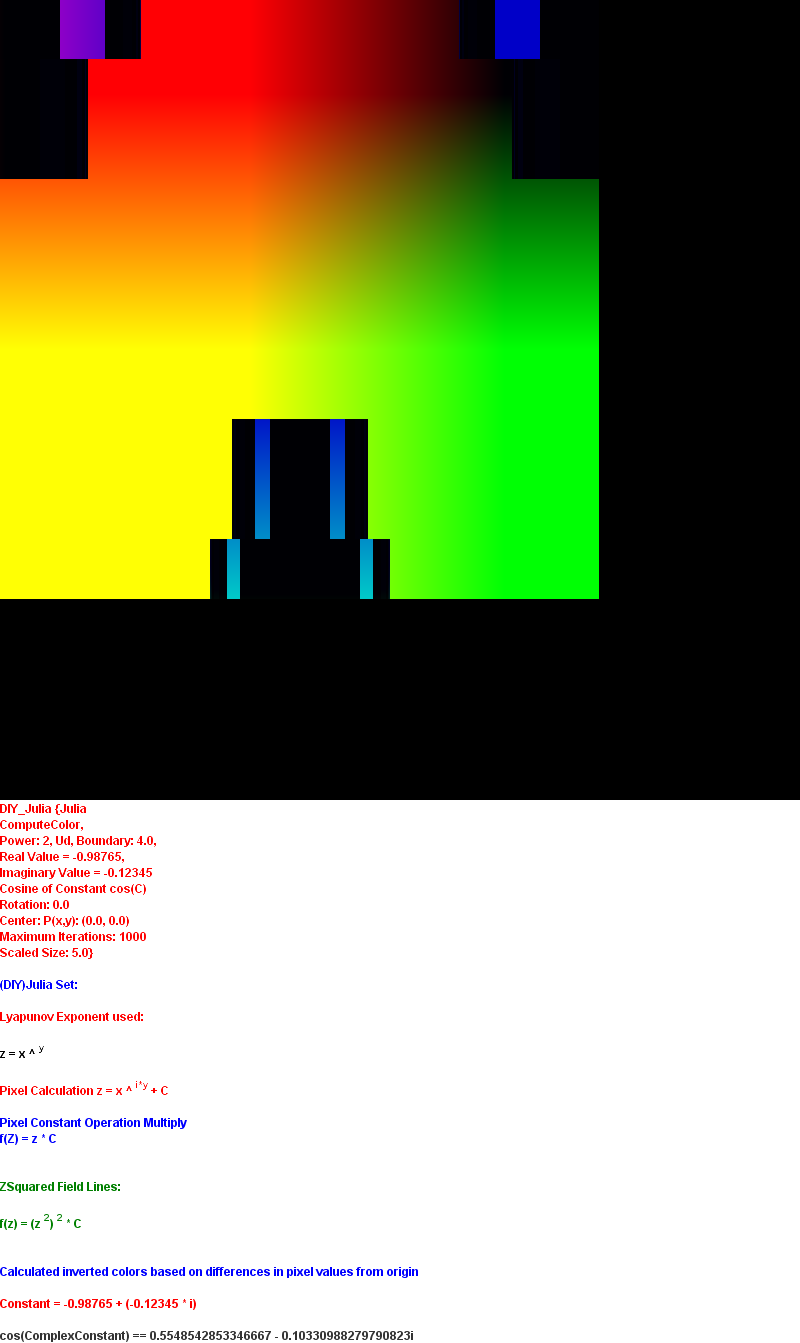 DIY_Julia {Julia
ComputeColor,
Power: 2, Ud, Boundary: 4.0,
Real Value = -0.98765,
Imaginary Value = -0.12345
Cosine of Constant cos(C)
Rotation: 0.0
Center: P(x,y): (0.0, 0.0)
Maximum Iterations: 1000
Scaled Size: 5.0}
(DIY)Julia Set:
Lyapunov Exponent used:
z = x ^ y
Pixel Calculation z = x ^ i*y + C
Pixel Constant Operation Multiply
f(Z) = z * C
ZSquared Field Lines:
f(z) = (z 2) 2 * C
Calculated inverted colors based on differences in pixel values from origin
Constant = -0.98765 + (-0.12345 * i)
cos(ComplexConstant) == 0.5548542853346667 - 0.10330988279790823i